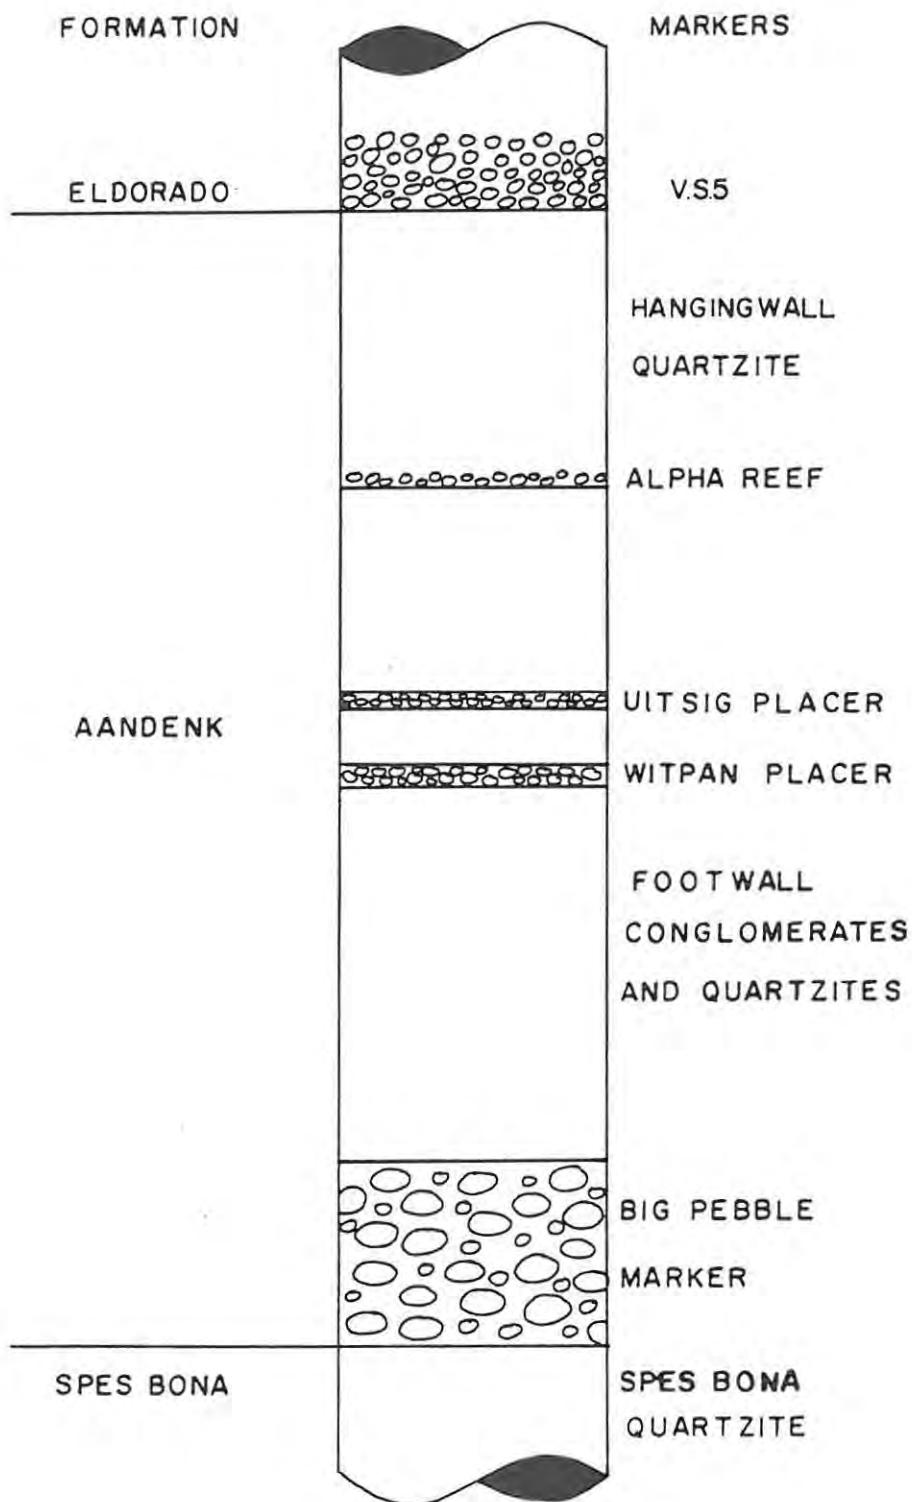 FORMATION
MARKERS
ELDORADO
V.S.5
HANGINGWALL
QUARTZITE
ALPHA REEF
UITSIG PLACER
AANDENK
WITPAN PLACER
FOOTWALL
CONGLOMERATES
AND QUARTZITES
BIG PEBBLE
MARKER
SPES BONA
SPES BONA
QUARTZITE